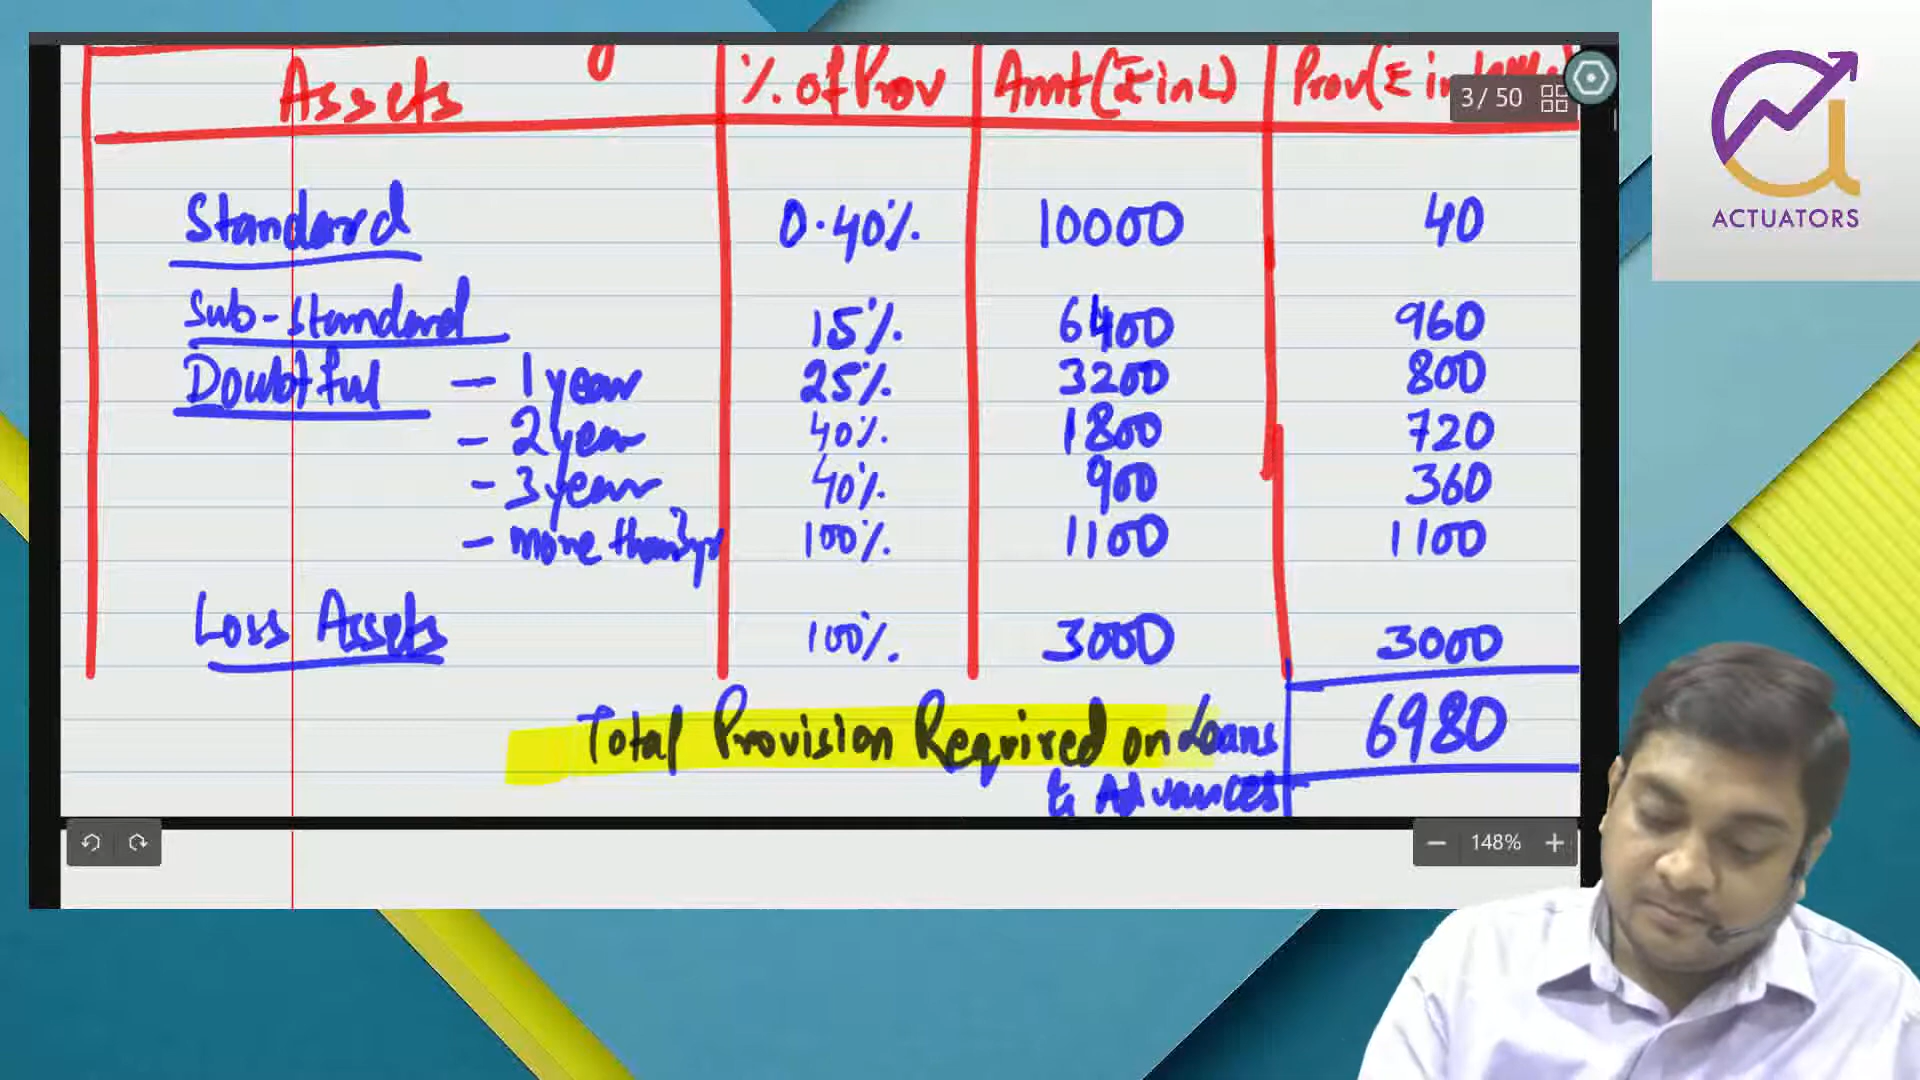 Assets % of Prov Amt (₹ in L) Prov (₹ in
3 / 50
ACTUATORS
Standard 0.40% 10000 40
Sub-standard 15% 6400 960
Doubtful - 1 year 25% 3200 800
- 2 year 40% 1800 720
- 3 year 40% 900 360
- more than 3yr 100% 1100 1100
Loss Assets 100% 3000 3000
Total Provision Required on Loans 6980
& Advances
148%